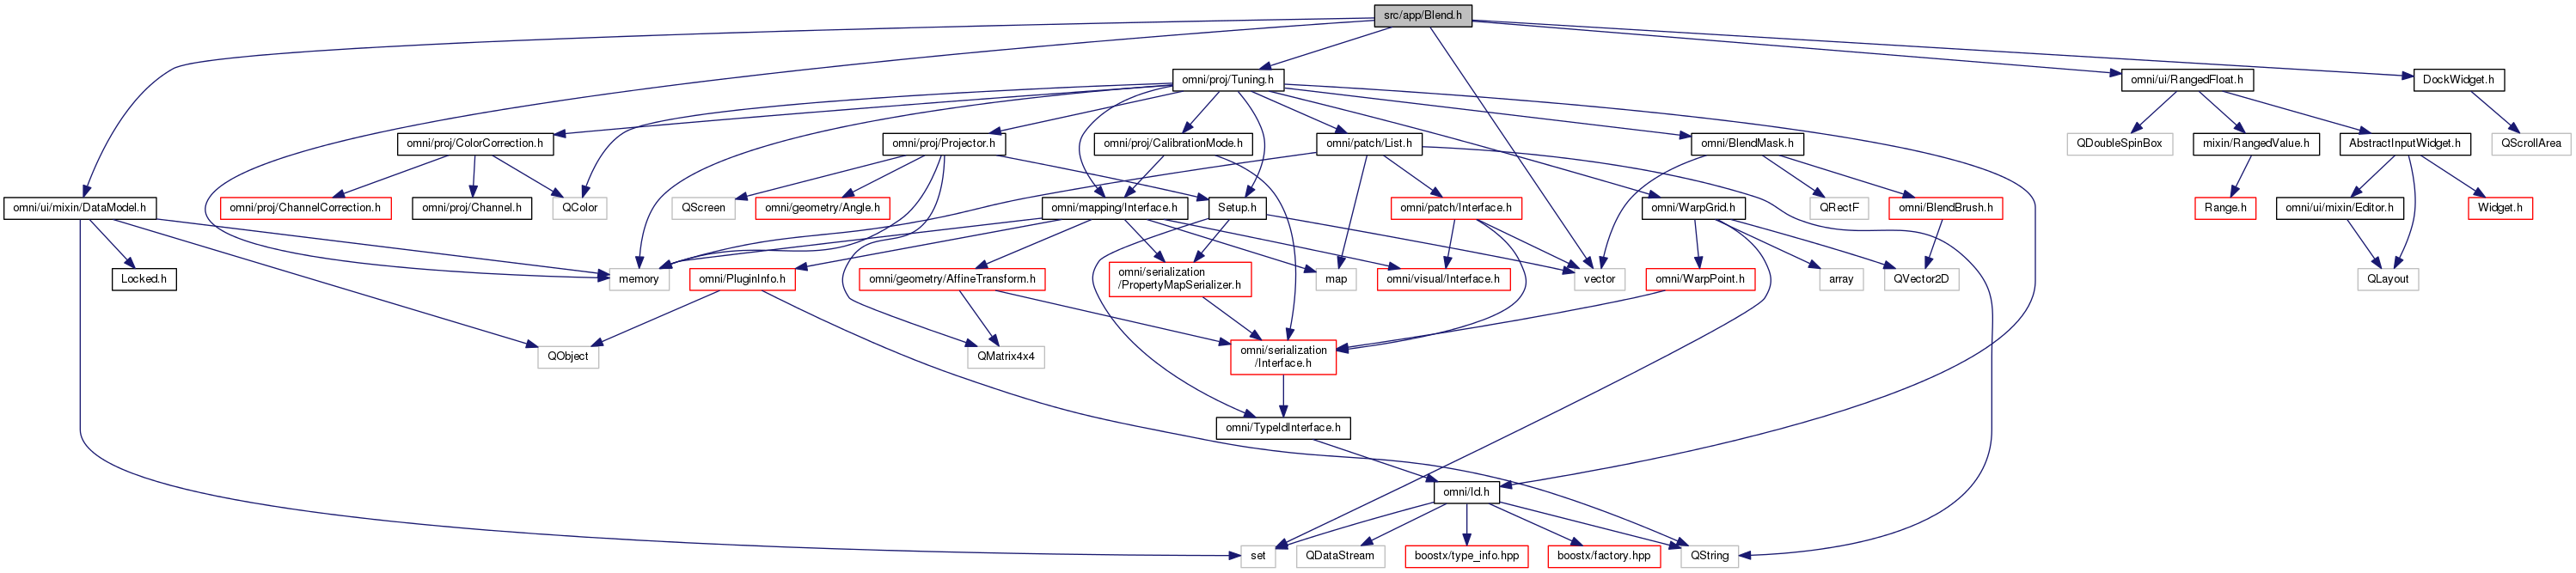 src/app/Blend.h
omni/proj/Tuning.h
omni/ui/RangedFloat.h
DockWidget.h
omni/proj/ColorCorrection.h
omni/proj/Projector.h
omni/proj/CalibrationMode.h
omni/patch/List.h
omni/BlendMask.h
QDoubleSpinBox
mixin/RangedValue.h
AbstractInputWidget.h
QScrollArea
omni/ui/mixin/DataModel.h
omni/proj/ChannelCorrection.h
omni/proj/Channel.h
QColor
QScreen
omni/geometry/Angle.h
omni/mapping/Interface.h
Setup.h
omni/patch/Interface.h
omni/WarpGrid.h
QRectF
omni/BlendBrush.h
Range.h
omni/ui/mixin/Editor.h
Widget.h
Locked.h
memory
omni/PluginInfo.h
omni/geometry/AffineTransform.h
omni/serialization
/PropertyMapSerializer.h
map
omni/visual/Interface.h
vector
omni/WarpPoint.h
array
QVector2D
QLayout
QObject
QMatrix4x4
omni/serialization
/Interface.h
omni/TypeIdInterface.h
omni/Id.h
set
QDataStream
boostx/type_info.hpp
boostx/factory.hpp
QString